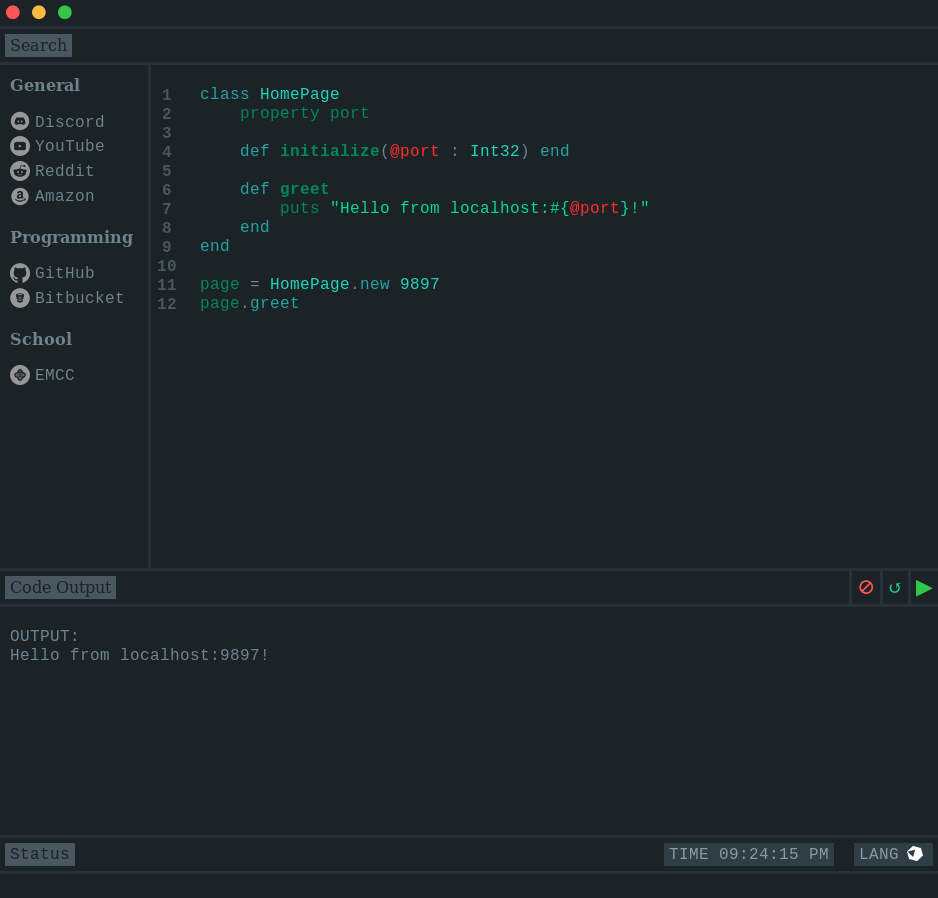 Search
General
Discord
YouTube
Reddit
Amazon
Programming
GitHub
Bitbucket
School
EMCC
1 class HomePage
2     property port
3
4     def initialize(@port : Int32) end
5
6     def greet
7         puts "Hello from localhost:#{@port}!"
8     end
9 end
10
11 page = HomePage.new 9897
12 page.greet
Code Output
OUTPUT:
Hello from localhost:9897!
Status TIME 09:24:15 PM LANG